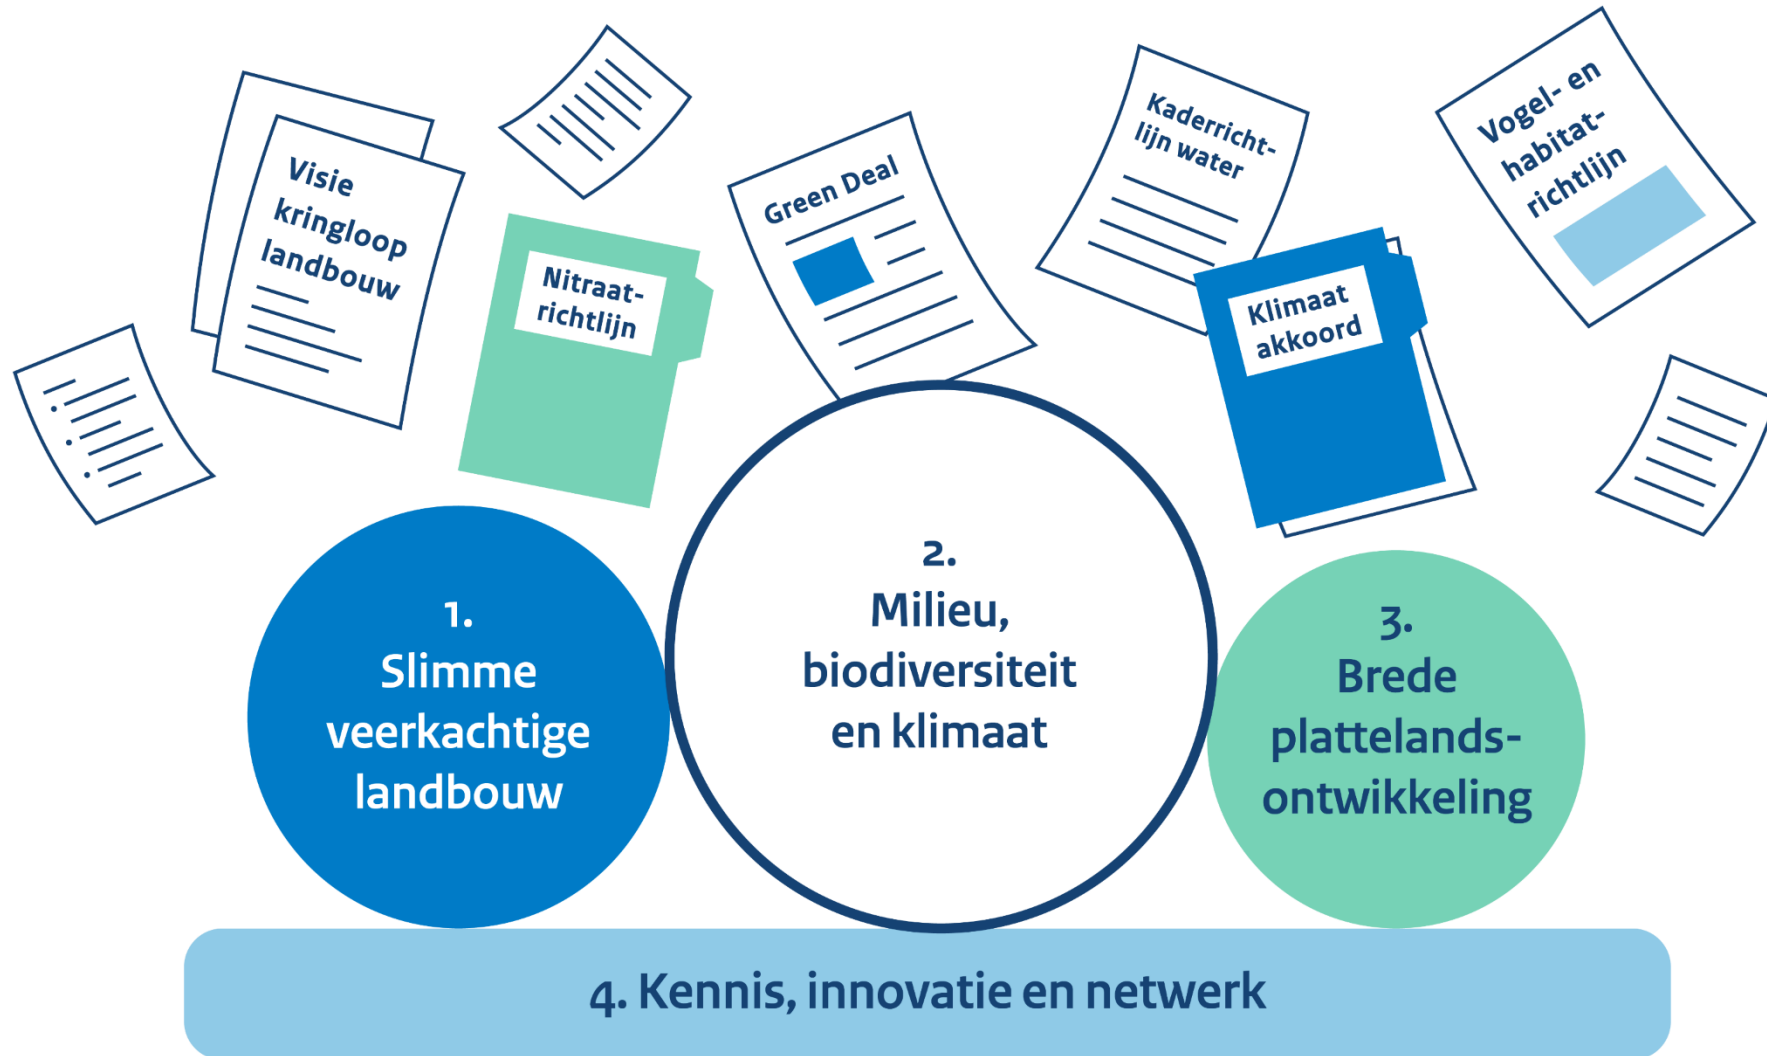 Visie
kringloop
landbouw
Nitraat-
richtlijn
Green Deal
Kaderricht-
lijn water
Klimaat
akkoord
Vogel- en
habitat-
richtlijn
1.
Slimme
veerkachtige
landbouw
2.
Milieu,
biodiversiteit
en klimaat
3.
Brede
plattelands-
ontwikkeling
4. Kennis, innovatie en netwerk